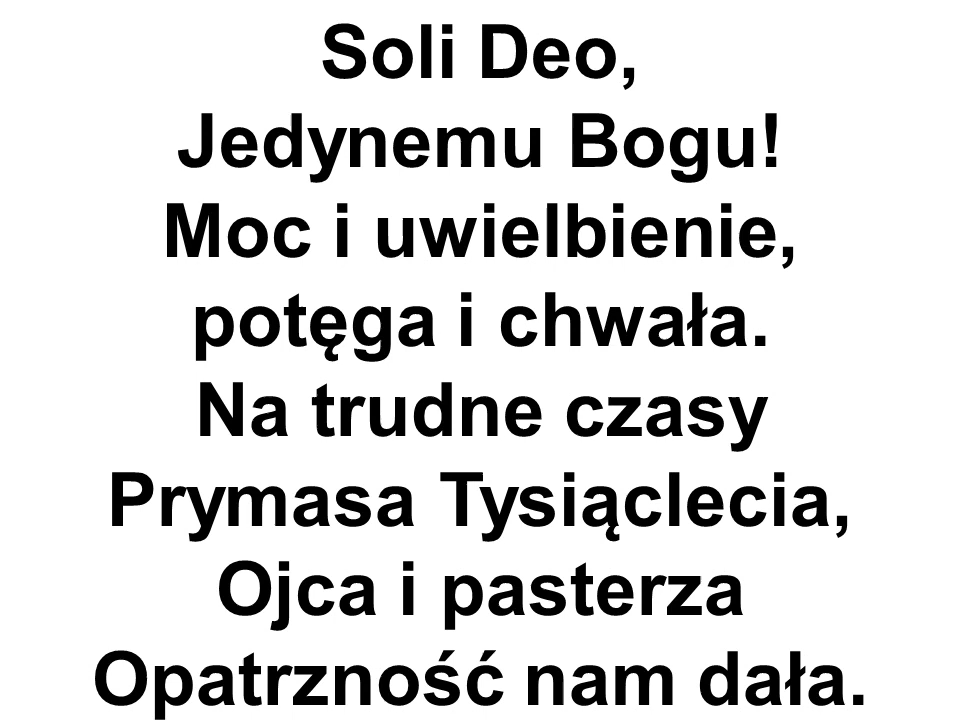 Soli Deo,
Jedynemu Bogu!
Moc i uwielbienie,
potęga i chwała.
Na trudne czasy
Prymasa Tysiąclecia,
Ojca i pasterza
Opatrzność nam dała.